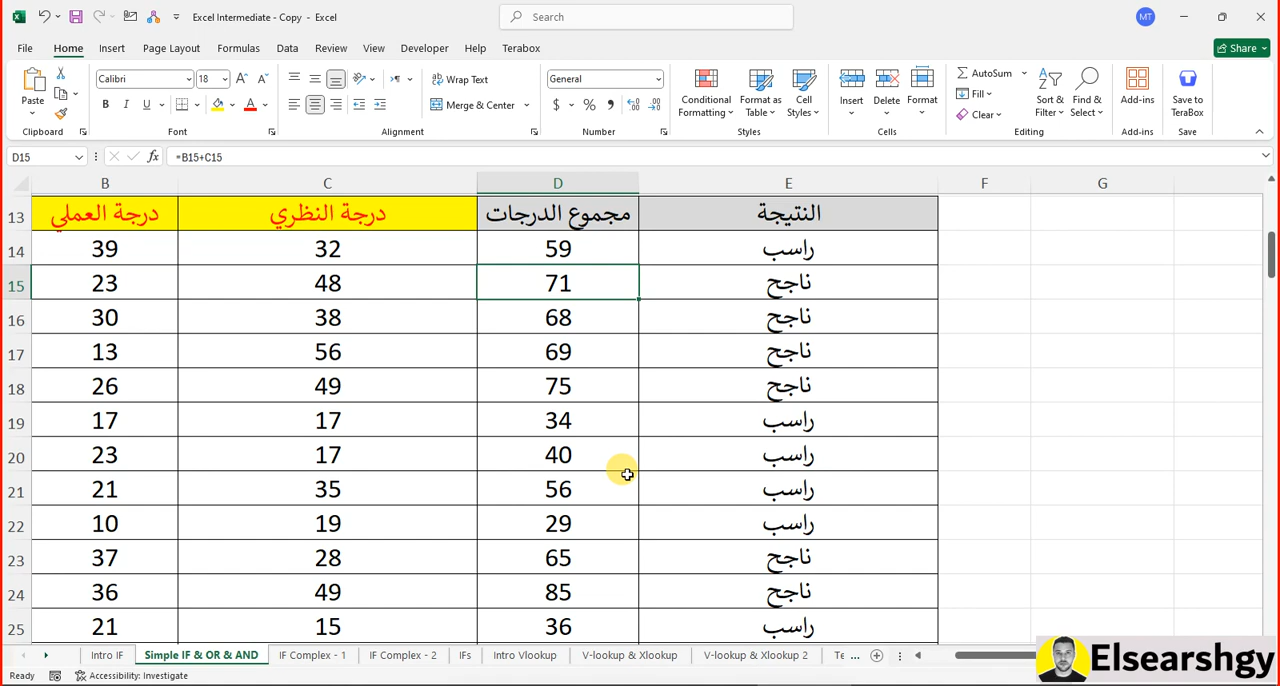 Excel Intermediate - Copy - Excel
Search
MT
File Home Insert Page Layout Formulas Data Review View Developer Help Terabox
Share
Paste
Calibri 18
Wrap Text
Merge & Center
General
Conditional Formatting
Format as Table
Cell Styles
Insert
Delete
Format
AutoSum
Fill
Clear
Sort & Filter
Find & Select
Add-ins
Save to TeraBox
Clipboard Font Alignment Number Styles Cells Editing Add-ins Save
D15 fx =B15+C15
B C D E F G
13 درجة العملي درجة النظري مجموع الدرجات النتيجة
14 39 32 59 راسب
15 23 48 71 ناجح
16 30 38 68 ناجح
17 13 56 69 ناجح
18 26 49 75 ناجح
19 17 17 34 راسب
20 23 17 40 راسب
21 21 35 56 راسب
22 10 19 29 راسب
23 37 28 65 ناجح
24 36 49 85 ناجح
25 21 15 36 راسب
Intro IF Simple IF & OR & AND IF Complex - 1 IF Complex - 2 IFs Intro Vlookup V-lookup & Xlookup V-lookup & Xlookup 2 Te ...
Ready Accessibility: Investigate
Elsearshgy